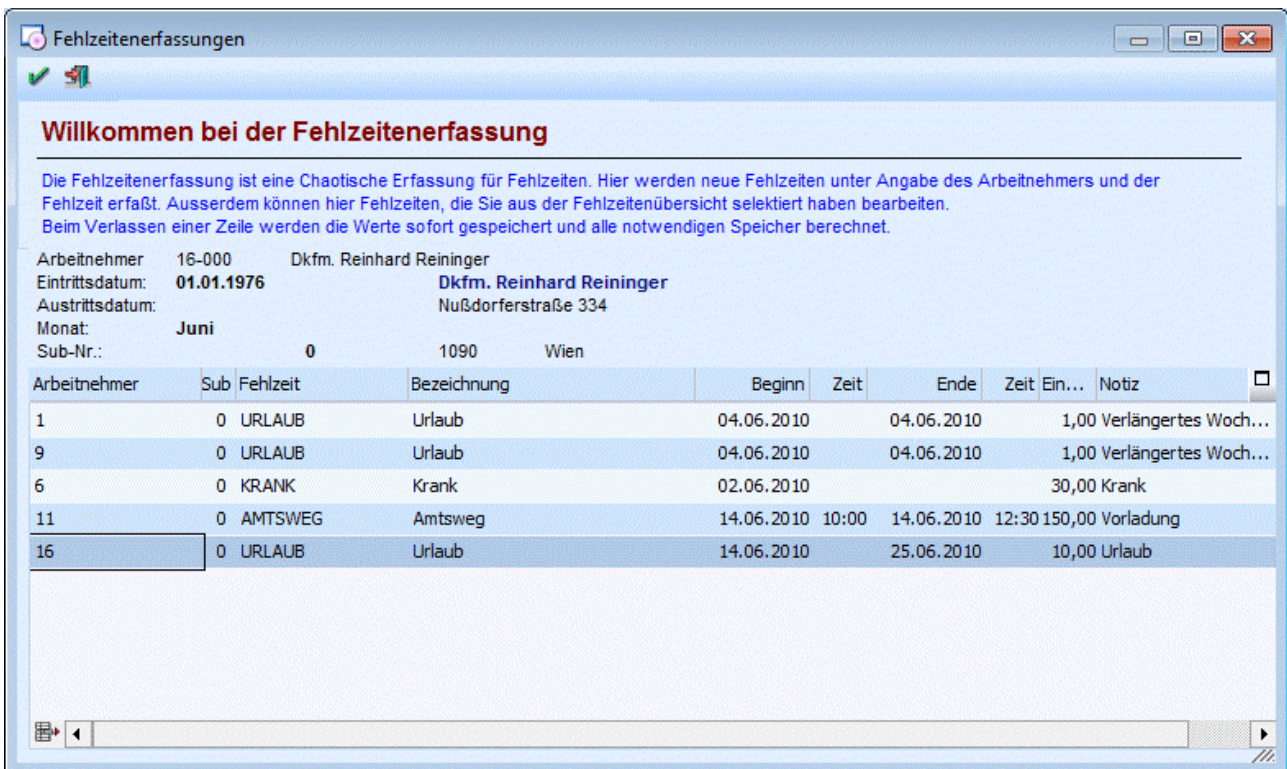 Fehlzeitenerfassungen
Willkommen bei der Fehlzeitenerfassung
Die Fehlzeitenerfassung ist eine Chaotische Erfassung für Fehlzeiten. Hier werden neue Fehlzeiten unter Angabe des Arbeitnehmers und der
Fehlzeit erfaßt. Ausserdem können hier Fehlzeiten, die Sie aus der Fehlzeitenübersicht selektiert haben bearbeiten.
Beim Verlassen einer Zeile werden die Werte sofort gespeichert und alle notwendigen Speicher berechnet.
Arbeitnehmer 16-000 Dkfm. Reinhard Reininger
Eintrittsdatum: 01.01.1976 Dkfm. Reinhard Reininger
Austrittsdatum: Nußdorferstraße 334
Monat: Juni
Sub-Nr.: 0 1090 Wien
Arbeitnehmer Sub Fehlzeit Bezeichnung Beginn Zeit Ende Zeit Ein... Notiz
1 0 URLAUB Urlaub 04.06.2010 04.06.2010 1,00 Verlängertes Woch...
9 0 URLAUB Urlaub 04.06.2010 04.06.2010 1,00 Verlängertes Woch...
6 0 KRANK Krank 02.06.2010 30,00 Krank
11 0 AMTSWEG Amtsweg 14.06.2010 10:00 14.06.2010 12:30 150,00 Vorladung
16 0 URLAUB Urlaub 14.06.2010 25.06.2010 10,00 Urlaub